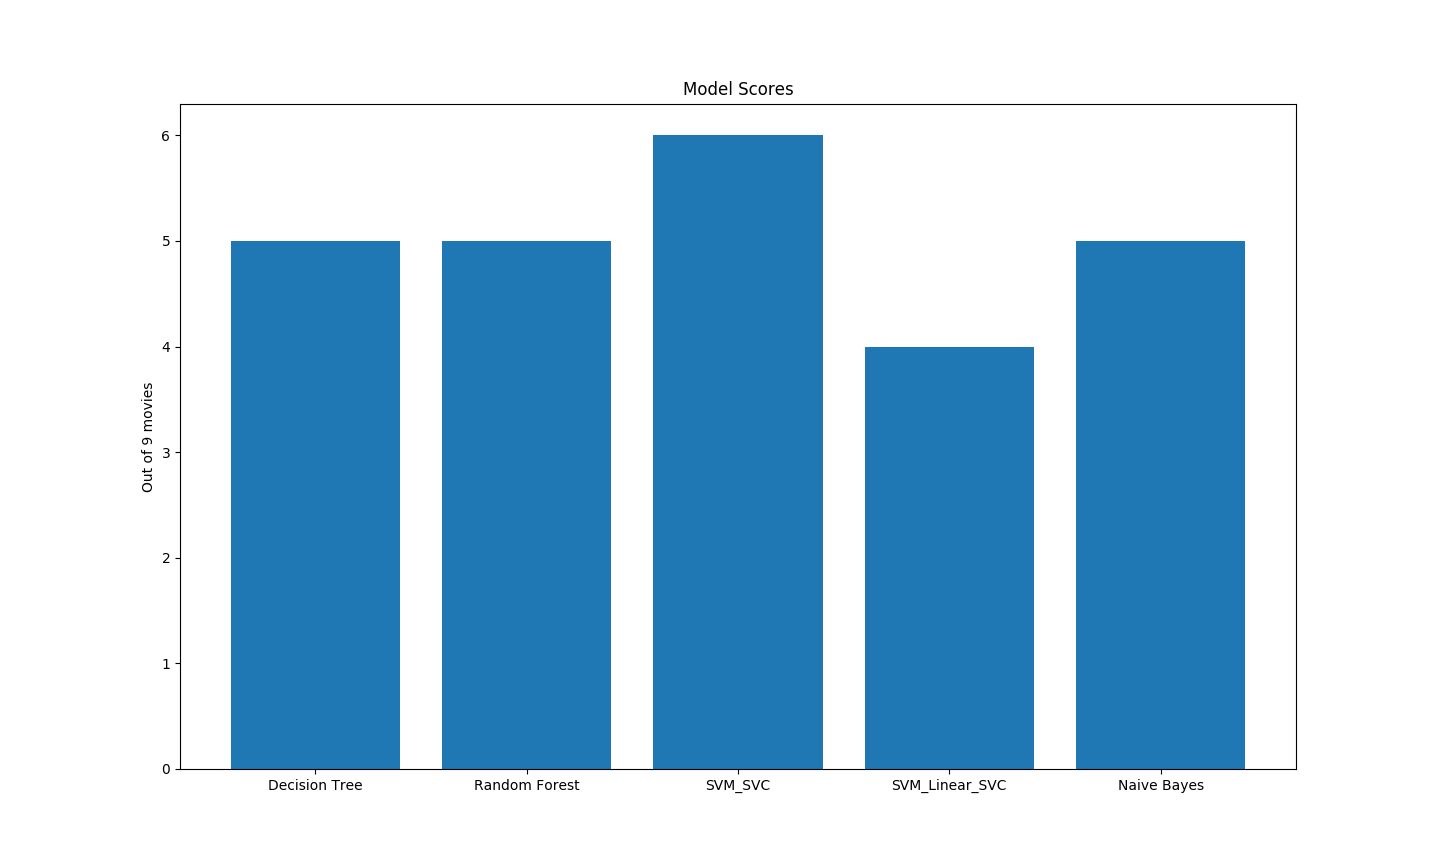 Model Scores
Out of 9 movies
6
5
4
3
2
1
0
Decision Tree Random Forest SVM_SVC SVM_Linear_SVC Naive Bayes